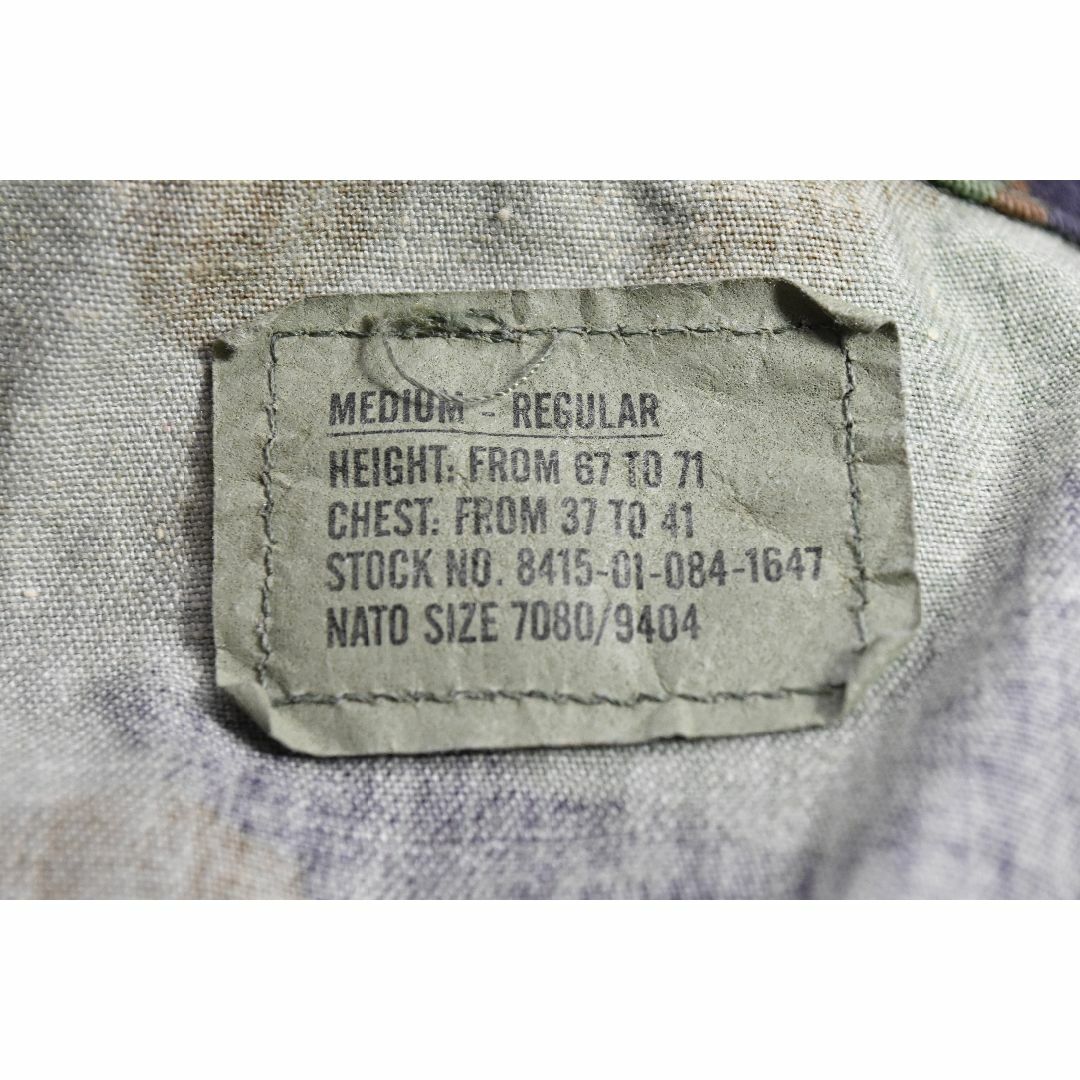 MEDIUM - REGULAR
HEIGHT: FROM 67 TO 71
CHEST: FROM 37 TO 41
STOCK NO. 8415-01-084-1647
NATO SIZE 7080/9404